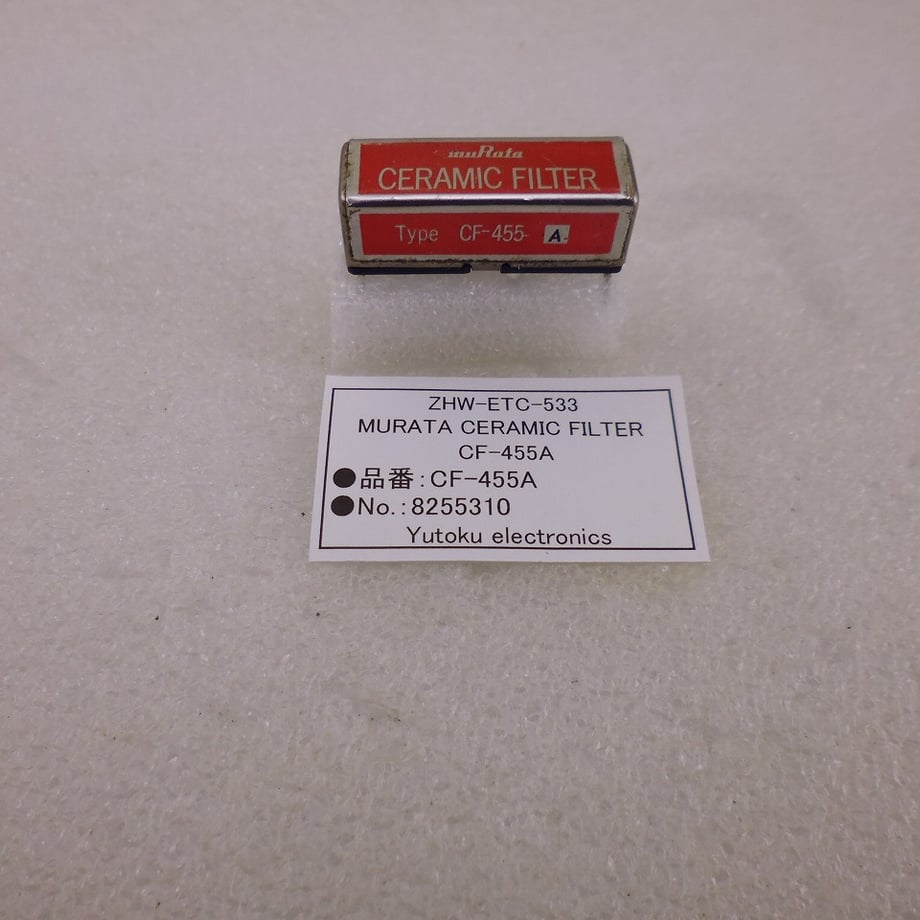 muRata
CERAMIC FILTER
Type CF-455- A
ZHW-ETC-533
MURATA CERAMIC FILTER
CF-455A
●品番:CF-455A
●No.:8255310
Yutoku electronics